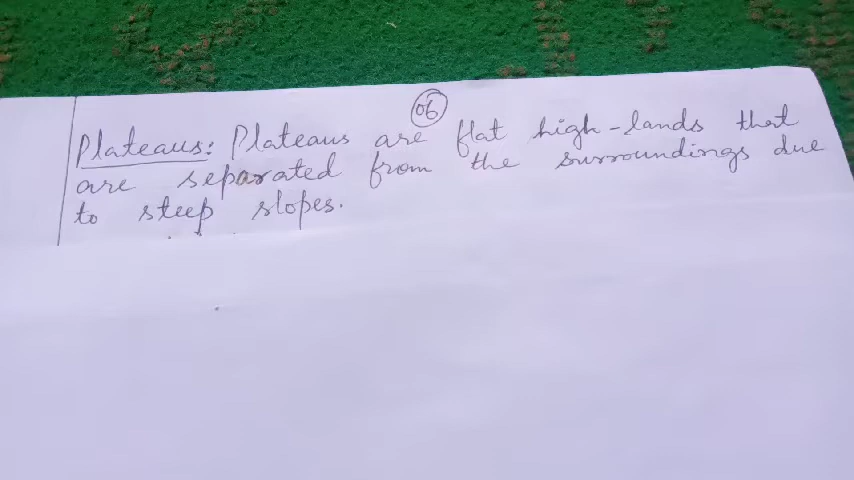 06
Plateaus: Plateaus are flat high-lands that
are separated from the surroundings due
to steep slopes.